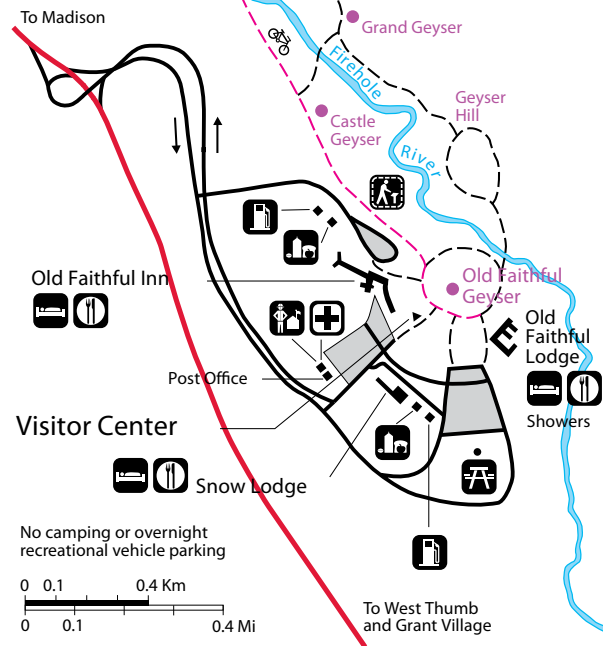 To Madison
Grand Geyser
Firehole
River
Geyser
Hill
Castle
Geyser
Old Faithful Inn
Old Faithful
Geyser
Old
Faithful
Lodge
Showers
Post Office
Visitor Center
Snow Lodge
No camping or overnight
recreational vehicle parking
0 0.1 0.4 Km
0 0.1 0.4 Mi
To West Thumb
and Grant Village